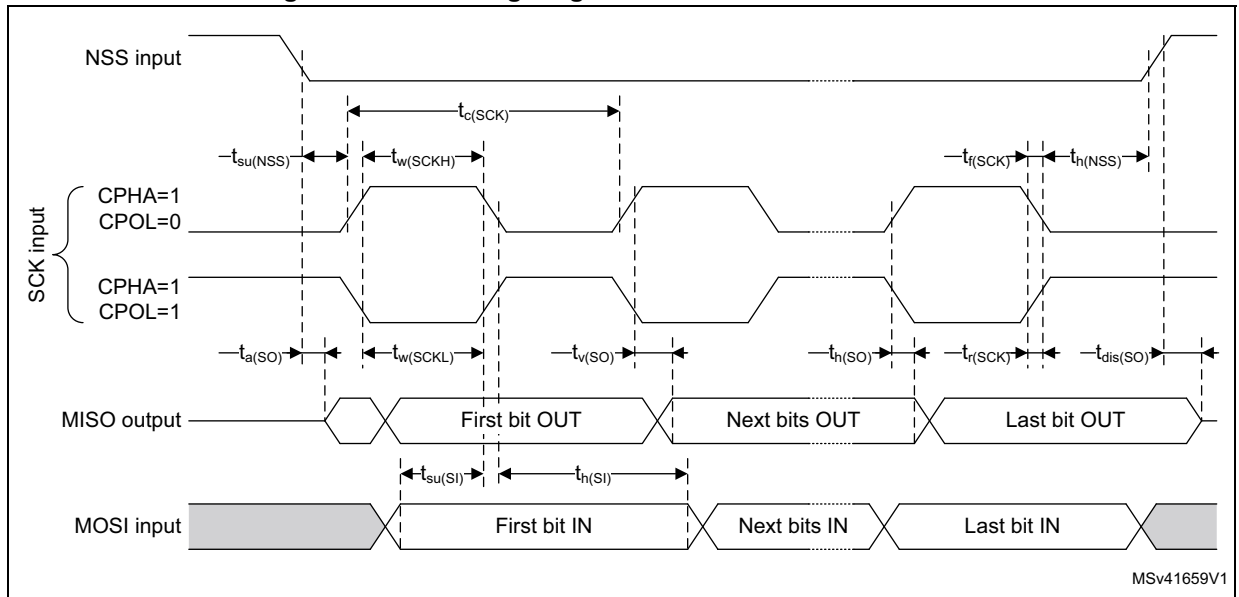 NSS input
tc(SCK)
tsu(NSS)
tw(SCKH)
tf(SCK)
th(NSS)
SCK input
CPHA=1
CPOL=0
CPHA=1
CPOL=1
ta(SO)
tw(SCKL)
tv(SO)
th(SO)
tr(SCK)
tdis(SO)
MISO output
First bit OUT
Next bits OUT
Last bit OUT
tsu(SI)
th(SI)
MOSI input
First bit IN
Next bits IN
Last bit IN
MSv41659V1